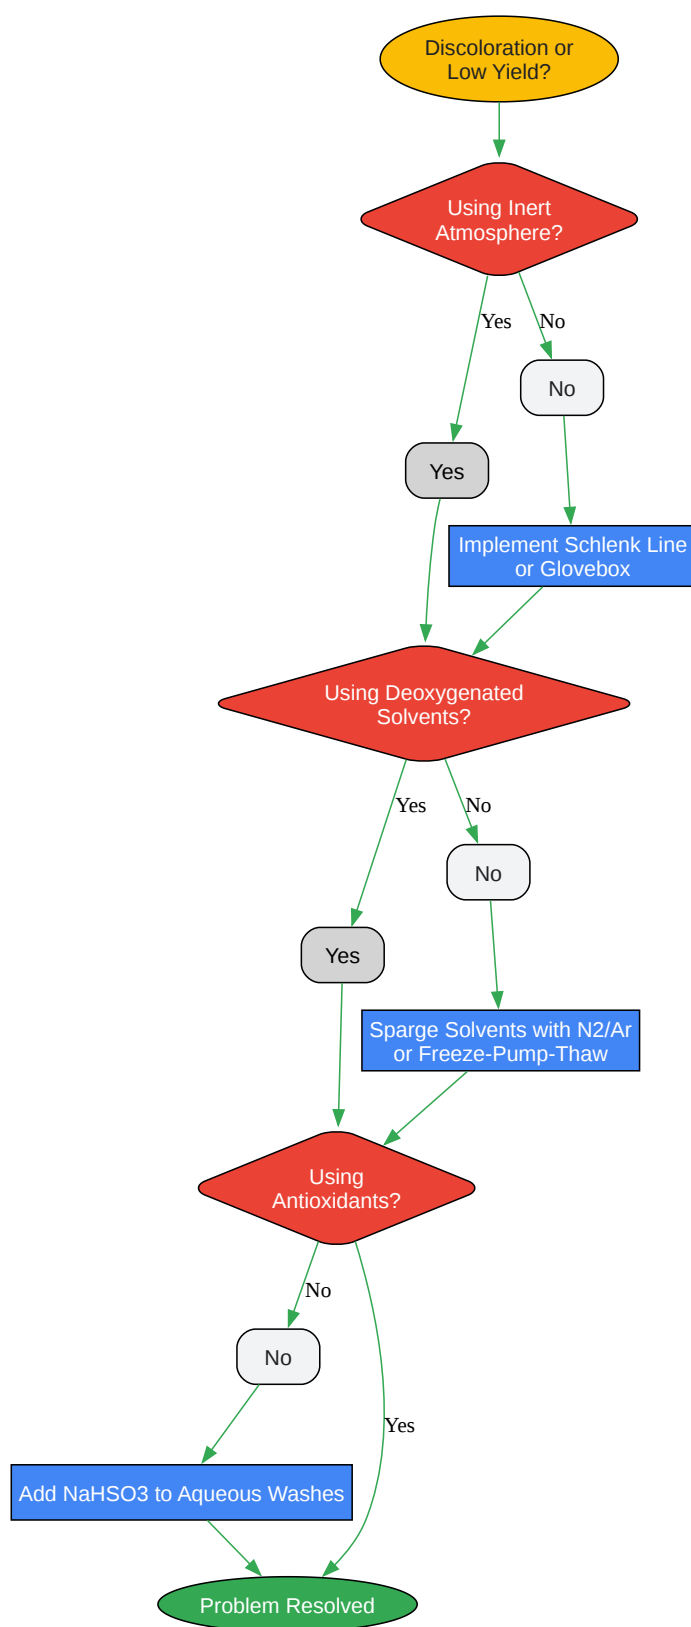 Discoloration or
Low Yield?
Using Inert
Atmosphere?
Yes
No
No
Yes
Implement Schlenk Line
or Glovebox
Using Deoxygenated
Solvents?
Yes
No
No
Yes
Sparge Solvents with N2/Ar
or Freeze-Pump-Thaw
Using
Antioxidants?
No
No
Yes
Add NaHSO3 to Aqueous Washes
Problem Resolved